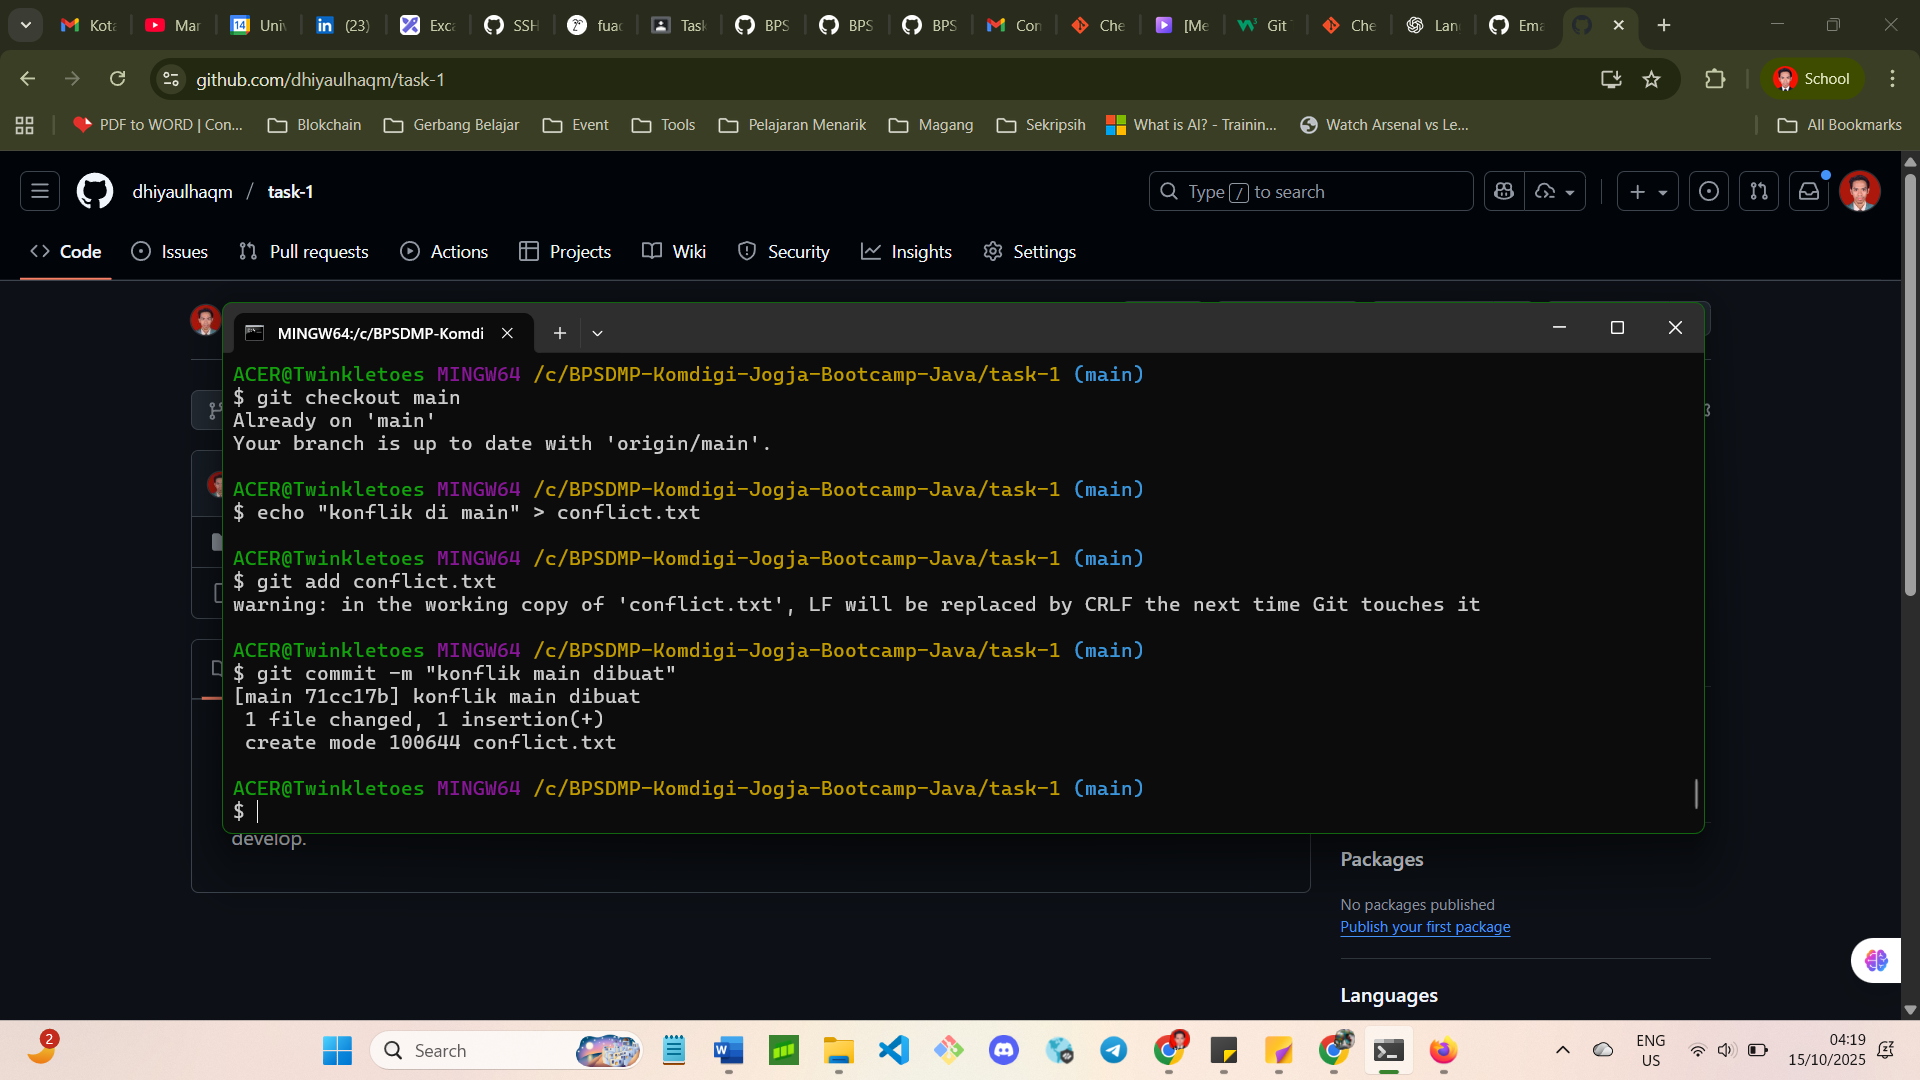 Kota
Mar
Univ
(23)
Exca
SSH
fuad
Task
BPS
BPS
BPS
Con
Che
[Me
Git
Che
Lan
Ema
github.com/dhiyaulhaqm/task-1
School
PDF to WORD | Con...
Blokchain
Gerbang Belajar
Event
Tools
Pelajaran Menarik
Magang
Sekripsih
What is AI? - Trainin...
Watch Arsenal vs Le...
All Bookmarks
dhiyaulhaqm / task-1
Type / to search
Code
Issues
Pull requests
Actions
Projects
Wiki
Security
Insights
Settings
MINGW64:/c/BPSDMP-Komdi
ACER@Twinkletoes MINGW64 /c/BPSDMP-Komdigi-Jogja-Bootcamp-Java/task-1 (main)
$ git checkout main
Already on 'main'
Your branch is up to date with 'origin/main'.
ACER@Twinkletoes MINGW64 /c/BPSDMP-Komdigi-Jogja-Bootcamp-Java/task-1 (main)
$ echo "konflik di main" > conflict.txt
ACER@Twinkletoes MINGW64 /c/BPSDMP-Komdigi-Jogja-Bootcamp-Java/task-1 (main)
$ git add conflict.txt
warning: in the working copy of 'conflict.txt', LF will be replaced by CRLF the next time Git touches it
ACER@Twinkletoes MINGW64 /c/BPSDMP-Komdigi-Jogja-Bootcamp-Java/task-1 (main)
$ git commit -m "konflik main dibuat"
[main 71cc17b] konflik main dibuat
1 file changed, 1 insertion(+)
create mode 100644 conflict.txt
ACER@Twinkletoes MINGW64 /c/BPSDMP-Komdigi-Jogja-Bootcamp-Java/task-1 (main)
$
develop.
Packages
No packages published
Publish your first package
Languages
2
Search
ENG
US
04:19
15/10/2025